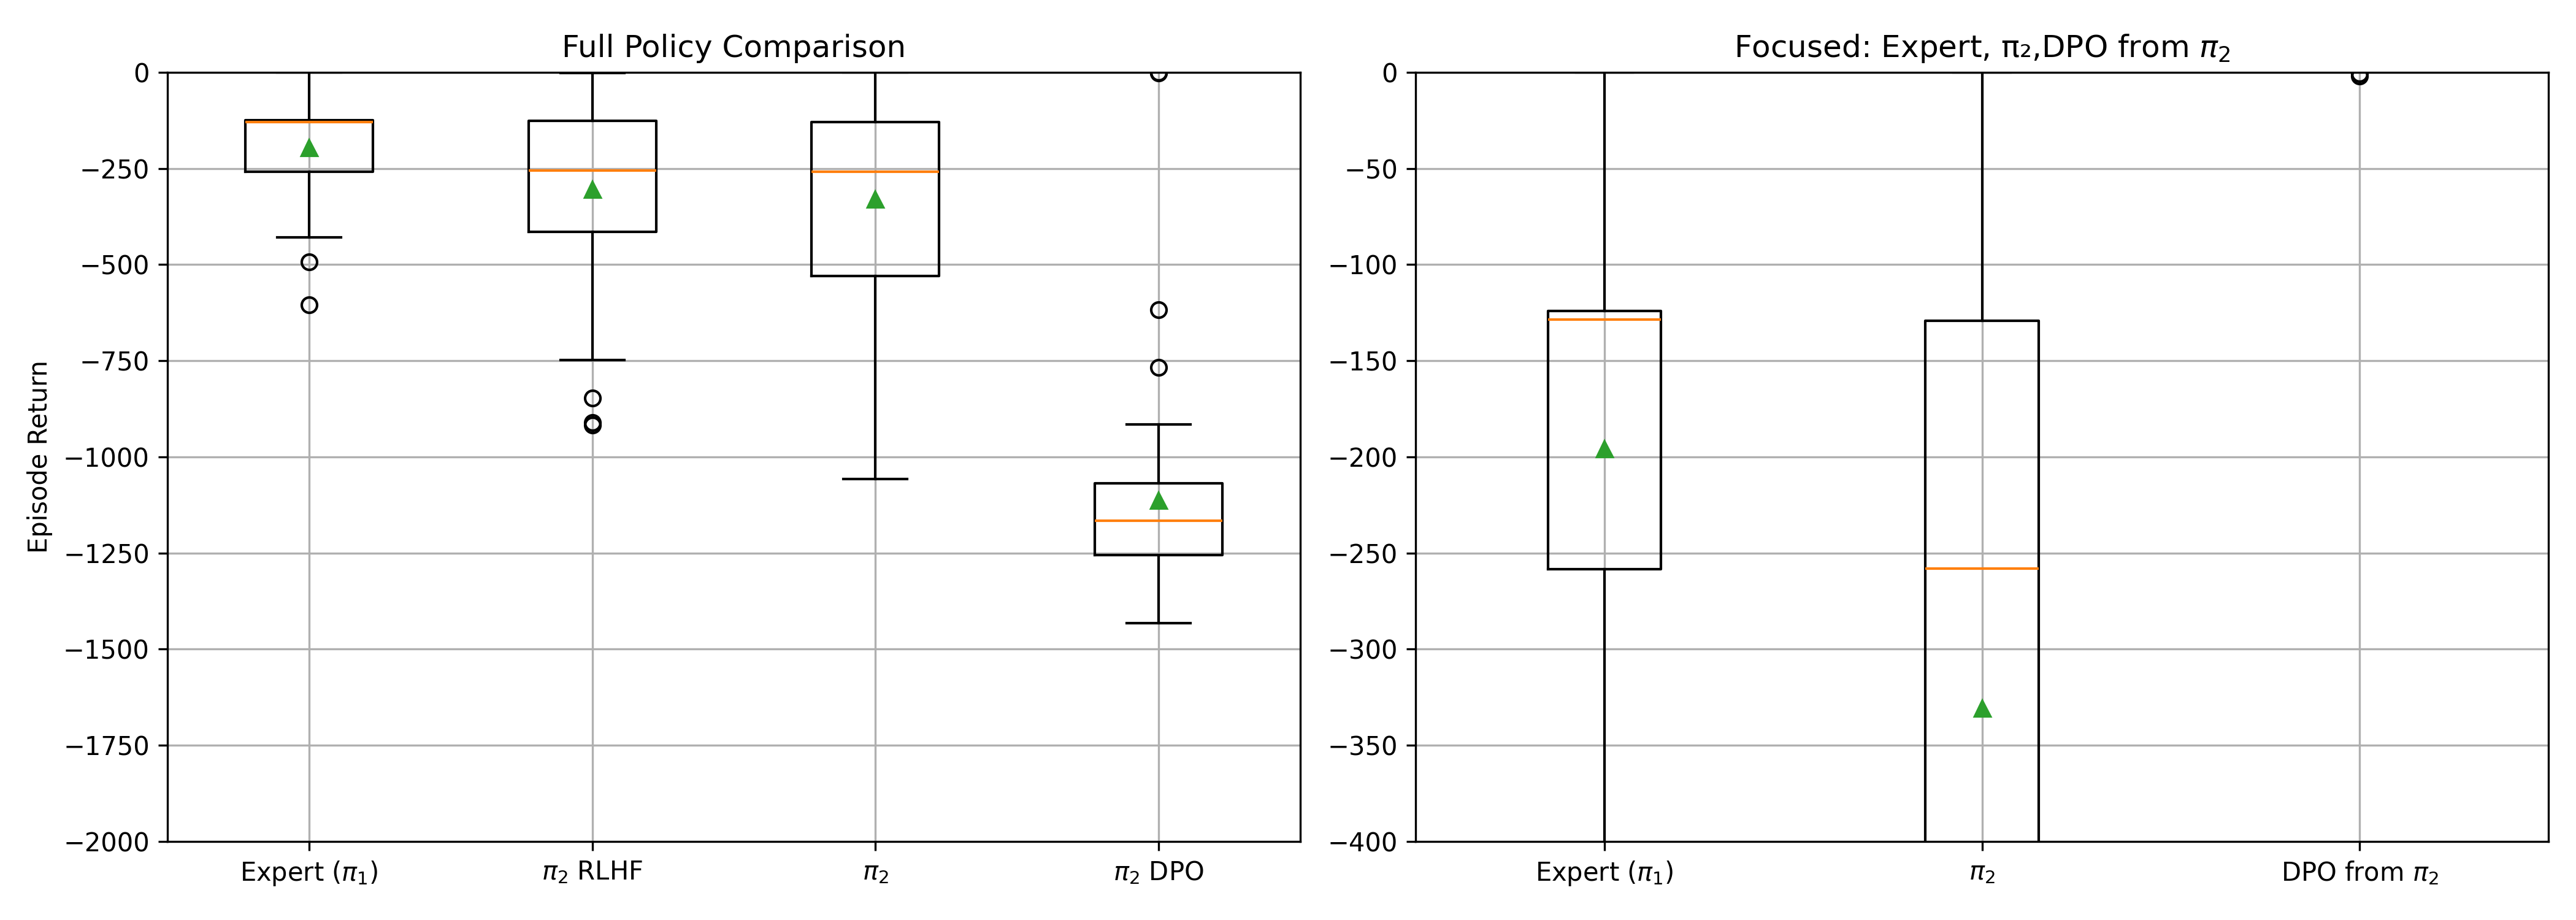 Full Policy Comparison
Episode Return
0
−250
−500
−750
−1000
−1250
−1500
−1750
−2000
Expert (π₁)
π₂ RLHF
π₂
π₂ DPO
Focused: Expert, π₂,DPO from π₂
0
−50
−100
−150
−200
−250
−300
−350
−400
Expert (π₁)
π₂
DPO from π₂